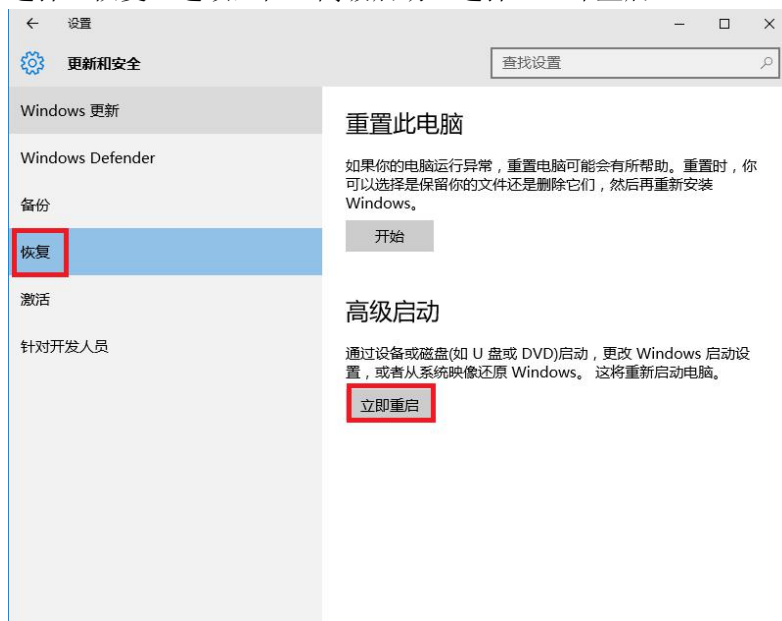 设置
更新和安全
查找设置
Windows 更新
Windows Defender
备份
恢复
激活
针对开发人员
重置此电脑
如果你的电脑运行异常，重置电脑可能会有所帮助。重置时，你
可以选择是保留你的文件还是删除它们，然后再重新安装
Windows。
开始
高级启动
通过设备或磁盘(如 U 盘或 DVD)启动，更改 Windows 启动设
置，或者从系统映像还原 Windows。 这将重新启动电脑。
立即重启